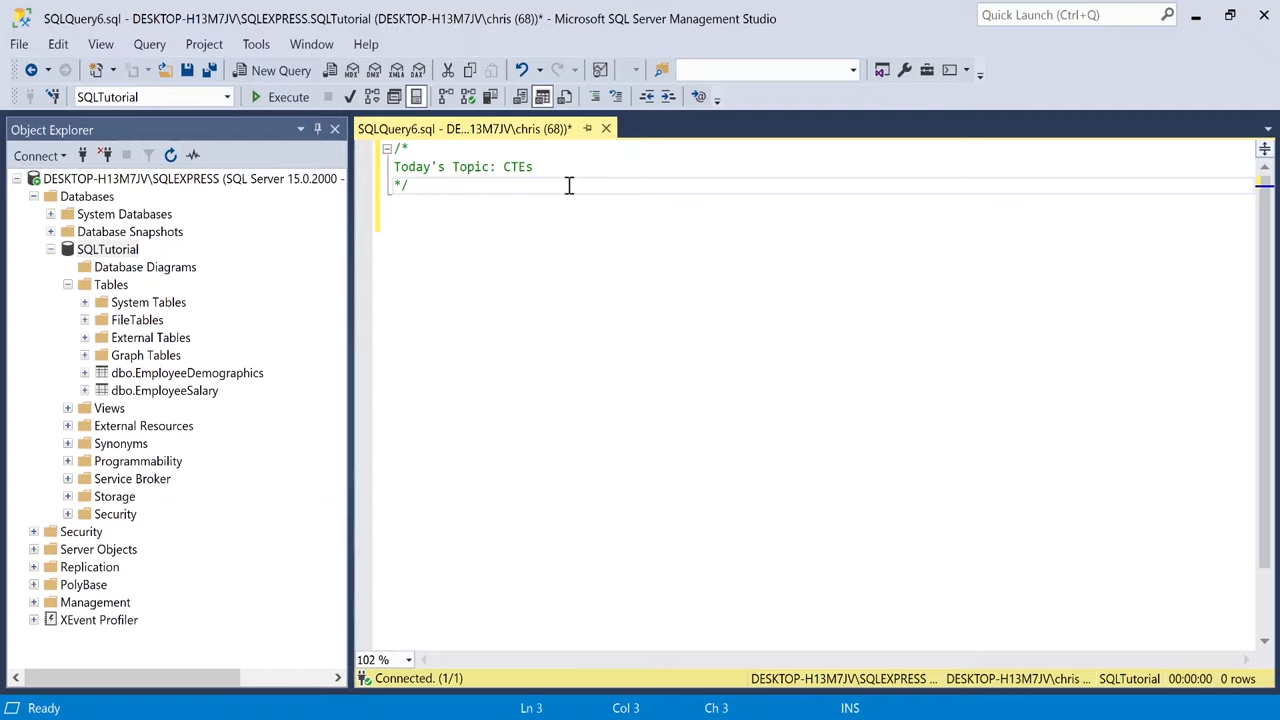 SQLQuery6.sql - DESKTOP-H13M7JV\SQLEXPRESS.SQLTutorial (DESKTOP-H13M7JV\chris (68))* - Microsoft SQL Server Management Studio
Quick Launch (Ctrl+Q)
File Edit View Query Project Tools Window Help
New Query
MDX DMX XMLA DAX
SQLTutorial
Execute
Object Explorer
SQLQuery6.sql - DE...13M7JV\chris (68))*
Connect
DESKTOP-H13M7JV\SQLEXPRESS (SQL Server 15.0.2000 -
Databases
System Databases
Database Snapshots
SQLTutorial
Database Diagrams
Tables
System Tables
FileTables
External Tables
Graph Tables
dbo.EmployeeDemographics
dbo.EmployeeSalary
Views
External Resources
Synonyms
Programmability
Service Broker
Storage
Security
Security
Server Objects
Replication
PolyBase
Management
XEvent Profiler
/*
Today's Topic: CTEs
*/
102 %
Connected. (1/1)
DESKTOP-H13M7JV\SQLEXPRESS ... DESKTOP-H13M7JV\chris ... SQLTutorial 00:00:00 0 rows
Ready
Ln 3 Col 3 Ch 3 INS